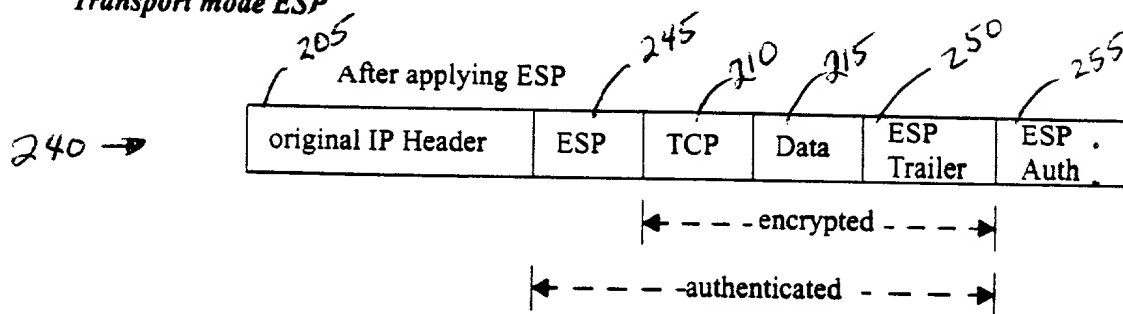 Transport mode ESP
205 245 210 215 250 255
After applying ESP
240
original IP Header ESP TCP Data ESP Trailer ESP Auth
encrypted
authenticated